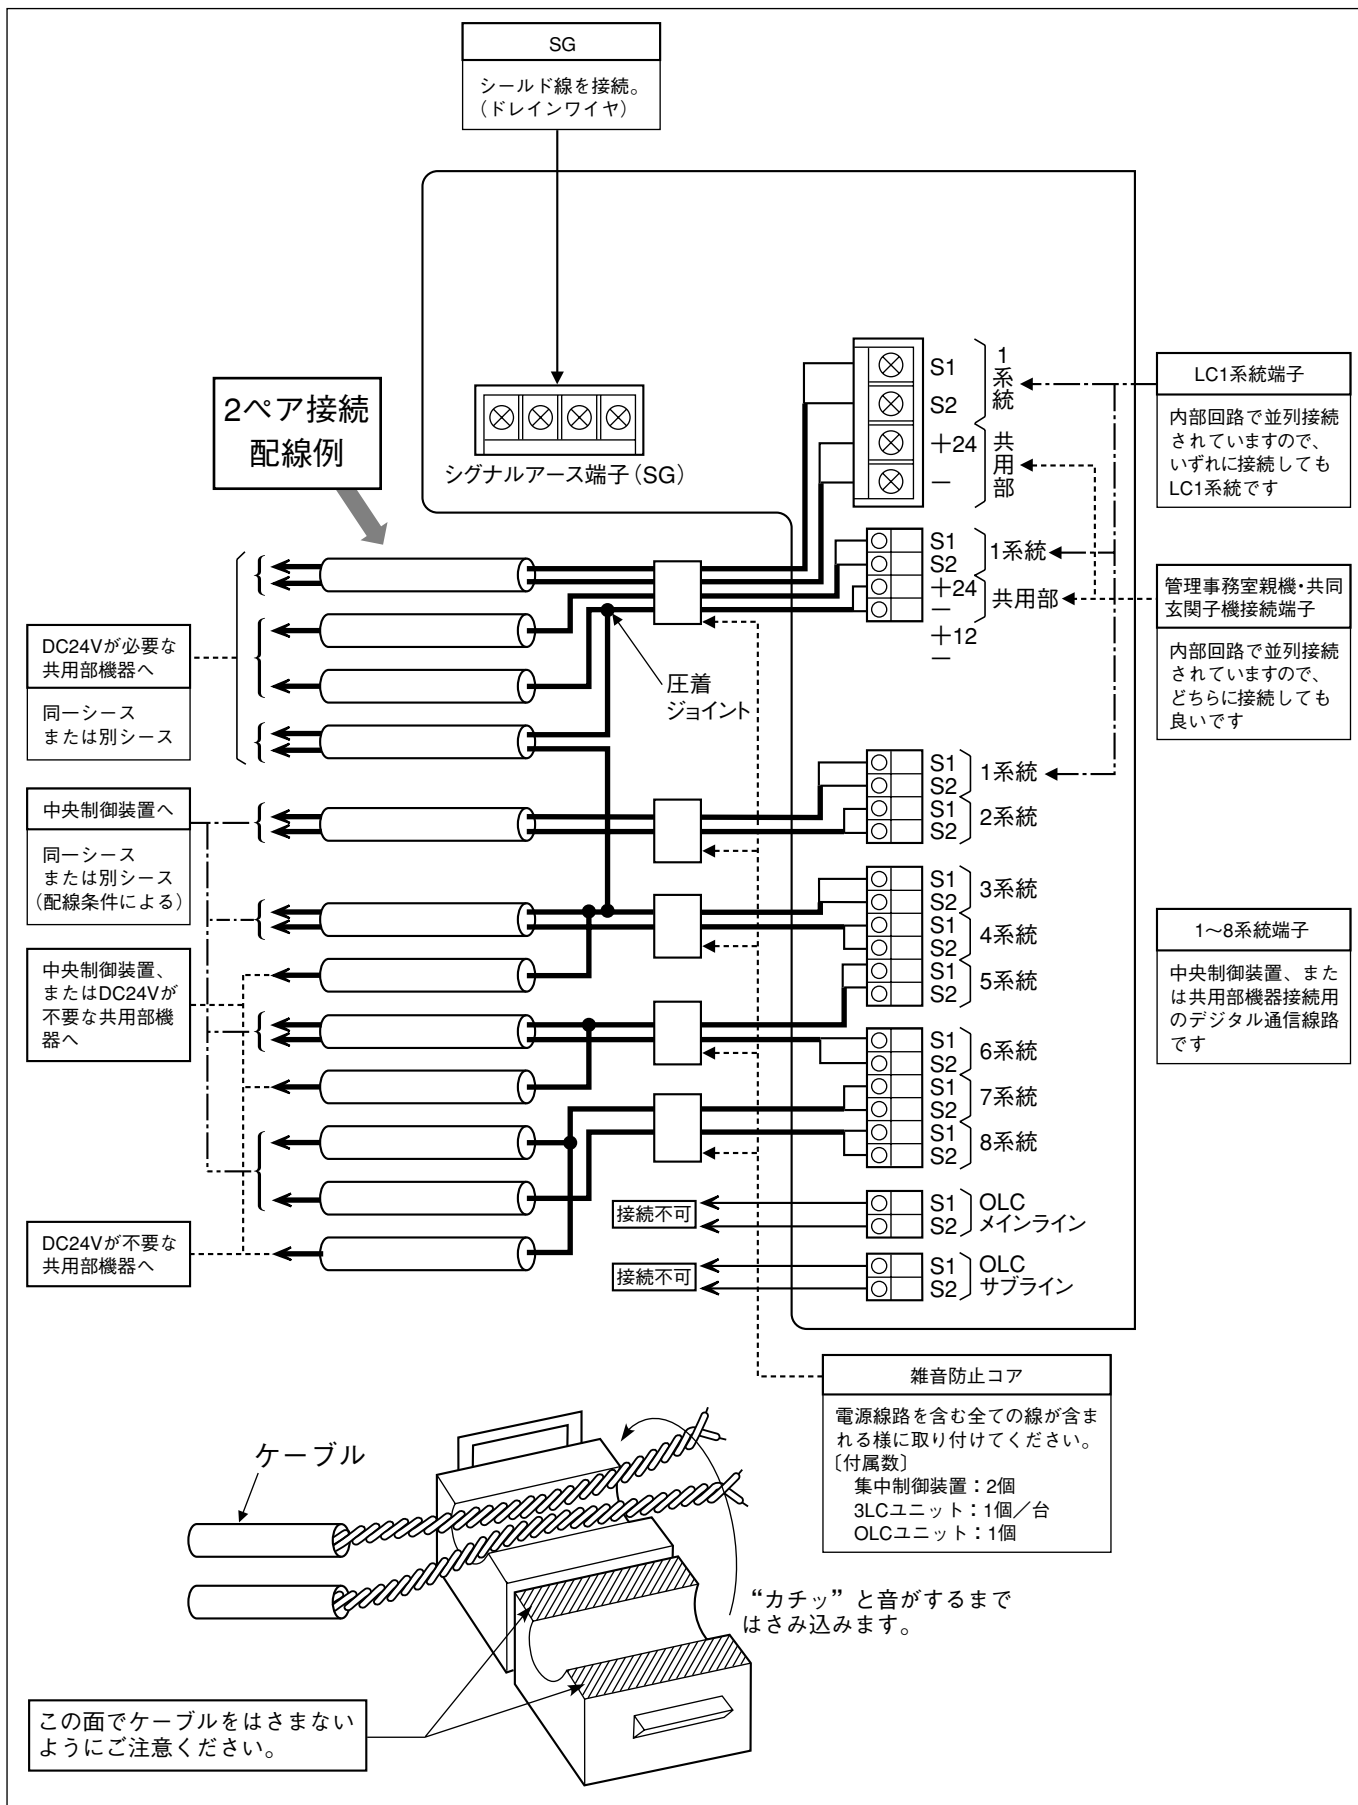 SG
シールド線を接続。
（ドレインワイヤ）
2ペア接続
配線例
シグナルアース端子（SG）
S1
S2
1系統
＋24
－
共用部
LC1系統端子
内部回路で並列接続
されていますので、
いずれに接続しても
LC1系統です
S1
S2
1系統
＋24
－
共用部
＋12
－
管理事務室親機・共同
玄関子機接続端子
内部回路で並列接続
されていますので、
どちらに接続しても
良いです
DC24Vが必要な
共用部機器へ
同一シース
または別シース
圧着
ジョイント
中央制御装置へ
同一シース
または別シース
（配線条件による）
S1
S2
1系統
S1
S2
2系統
S1
S2
3系統
S1
S2
4系統
S1
S2
5系統
1～8系統端子
中央制御装置、また
は共用部機器接続用
のデジタル通信線路
です
中央制御装置、
またはDC24Vが
不要な共用部機
器へ
S1
S2
6系統
S1
S2
7系統
S1
S2
8系統
DC24Vが不要な
共用部機器へ
接続不可
S1
S2
OLC
メインライン
接続不可
S1
S2
OLC
サブライン
雑音防止コア
電源線路を含む全ての線が含ま
れる様に取り付けてください。
〔付属数〕
集中制御装置：2個
3LCユニット：1個／台
OLCユニット：1個
ケーブル
“カチッ”と音がするまで
はさみ込みます。
この面でケーブルをはさまない
ようにご注意ください。